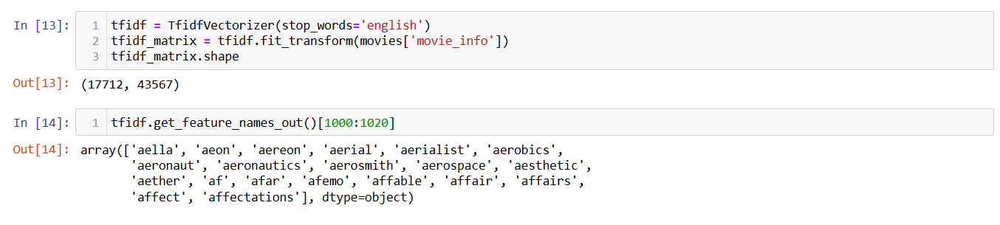 In [13]: 1 tfidf = TfidfVectorizer(stop_words='english')
2 tfidf_matrix = tfidf.fit_transform(movies['movie_info'])
3 tfidf_matrix.shape
Out[13]: (17712, 43567)
In [14]: 1 tfidf.get_feature_names_out()[1000:1020]
Out[14]: array(['aella', 'aeon', 'aereon', 'aerial', 'aerialist', 'aerobics',
'aeronaut', 'aeronautics', 'aerosmith', 'aerospace', 'aesthetic',
'aether', 'af', 'afar', 'afemo', 'affable', 'affair', 'affairs',
'affect', 'affectations'], dtype=object)